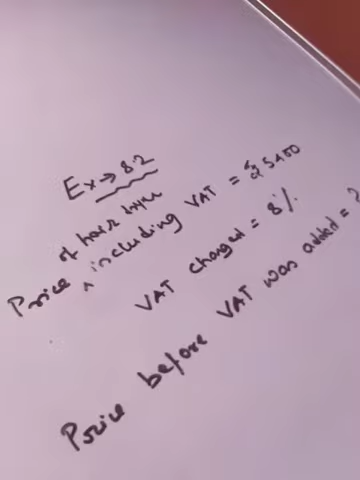 Ex → 8.2
of hair dryer
Price ^ including VAT = ₹ 5400
VAT charged = 8%
Price before VAT was added = ?